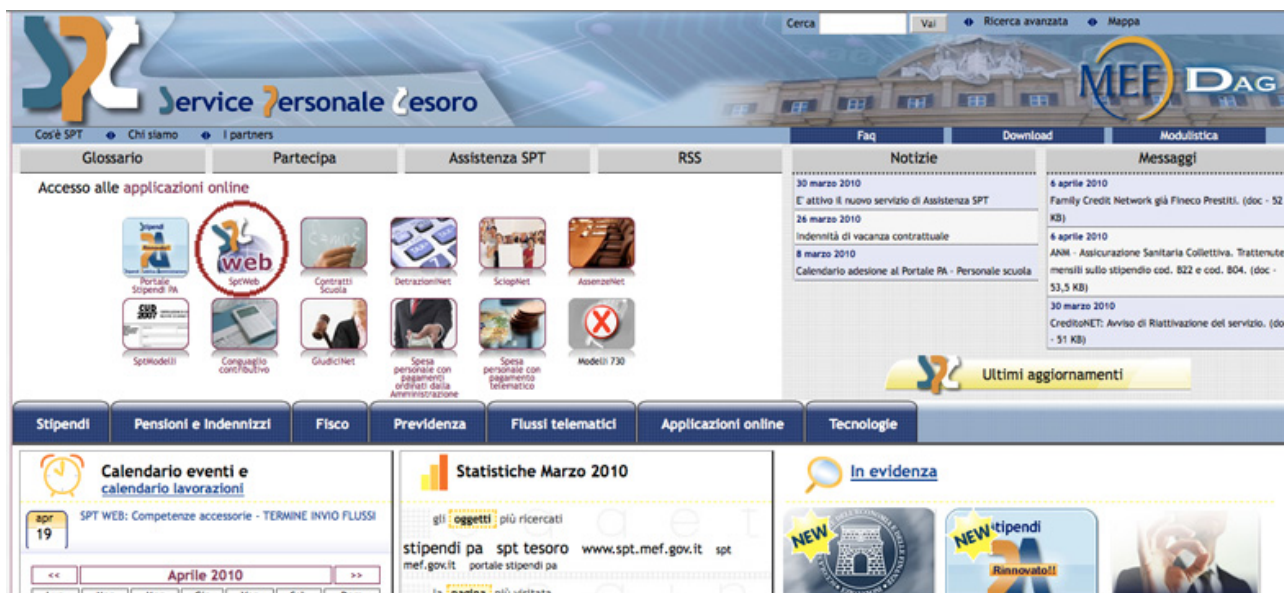 Cerca Vai Ricerca avanzata Mappa
Service Personale Tesoro
MEF DAG
Cos'è SPT Chi siamo I partners
Faq Download Modulistica
Glossario Partecipa Assistenza SPT RSS Notizie Messaggi
Accesso alle applicazioni online
Stipendi
Rinnovato!
Portale
Stipendi PA
web
SptWeb
Contratti
Scuola
DetrazioniNet
SciopNet
AssenzeNet
CUD
2007
SptModelli
Conguaglio
contributivo
GiudiciNet
Spesa
personale con
pagamenti
ordinati dalla
Amministrazione
Spesa
personale con
pagamento
telematico
Modelli 730
30 marzo 2010
E' attivo il nuovo servizio di Assistenza SPT
26 marzo 2010
Indennità di vacanza contrattuale
8 marzo 2010
Calendario adesione al Portale PA - Personale scuola
6 aprile 2010
Family Credit Network già Fineco Prestiti. (doc - 52
KB)
6 aprile 2010
ANM - Assicurazione Sanitaria Collettiva. Trattenute
mensili sullo stipendio cod. B22 e cod. B04. (doc -
53,5 KB)
30 marzo 2010
CreditoNET: Avviso di Riattivazione del servizio. (do
- 51 KB)
Ultimi aggiornamenti
Stipendi Pensioni e Indennizzi Fisco Previdenza Flussi telematici Applicazioni online Tecnologie
Calendario eventi e
calendario lavorazioni
apr
19
SPT WEB: Competenze accessorie - TERMINE INVIO FLUSSI
<< Aprile 2010 >>
Statistiche Marzo 2010
gli oggetti più ricercati
stipendi pa spt tesoro www.spt.mef.gov.it spt
mef.gov.it portale stipendi pa
la pagina più visitata
In evidenza
NEW
NEW
stipendi
Rinnovato!!